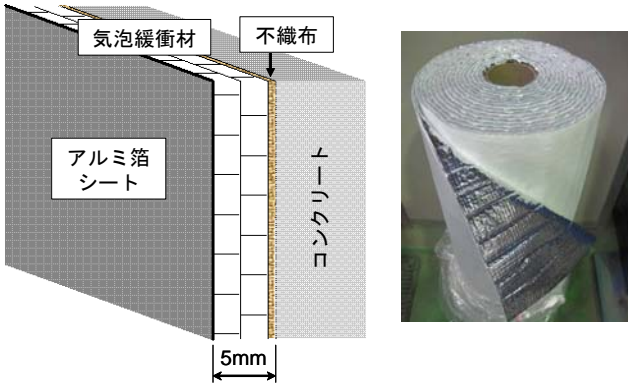 気泡緩衝材
不織布
アルミ箔
シート
コンクリート
5mm